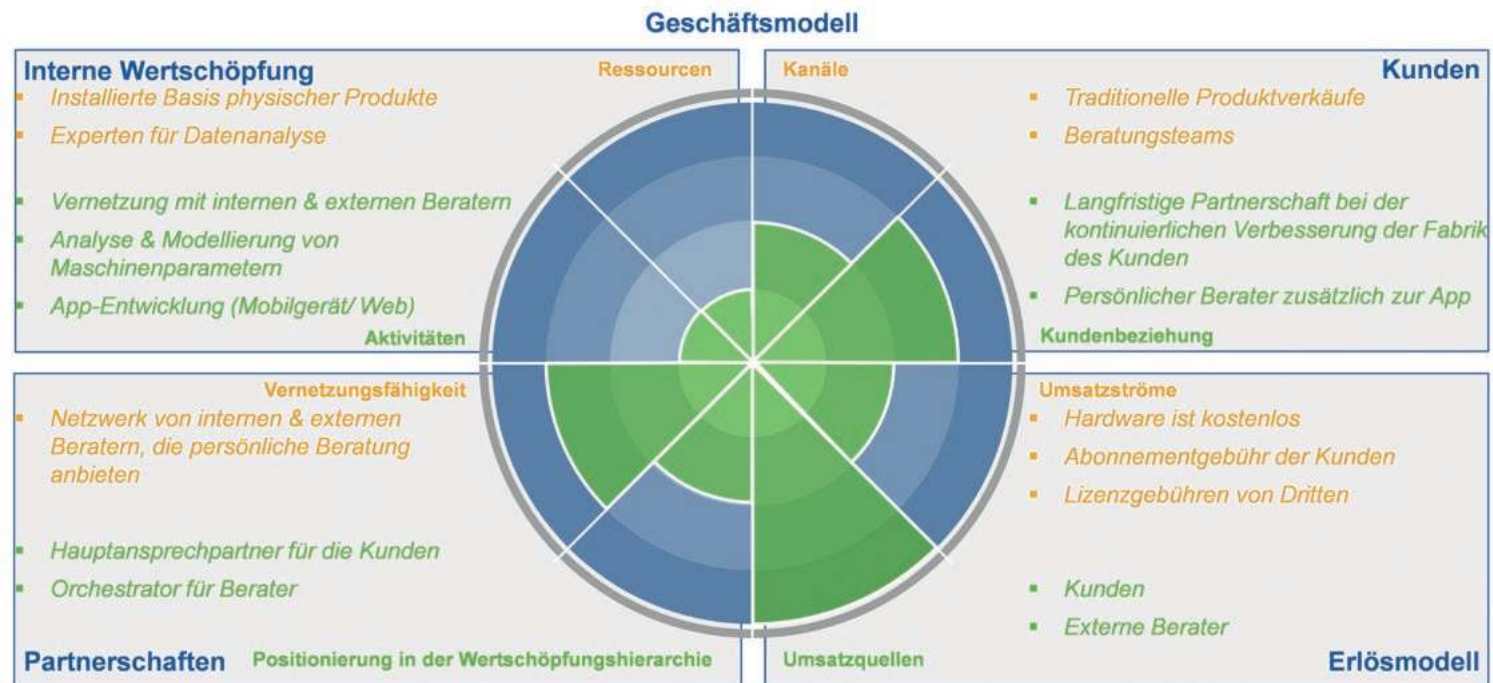 Geschäftsmodell
Interne Wertschöpfung
Ressourcen
▪ Installierte Basis physischer Produkte
▪ Experten für Datenanalyse
▪ Vernetzung mit internen & externen Beratern
▪ Analyse & Modellierung von
Maschinenparametern
▪ App-Entwicklung (Mobilgerät/ Web)
Aktivitäten
Kanäle
Kunden
▪ Traditionelle Produktverkäufe
▪ Beratungsteams
▪ Langfristige Partnerschaft bei der
kontinuierlichen Verbesserung der Fabrik
des Kunden
▪ Persönlicher Berater zusätzlich zur App
Kundenbeziehung
Vernetzungsfähigkeit
▪ Netzwerk von internen & externen
Beratern, die persönliche Beratung
anbieten
▪ Hauptansprechpartner für die Kunden
▪ Orchestrator für Berater
Partnerschaften
Positionierung in der Wertschöpfungshierarchie
Umsatzströme
▪ Hardware ist kostenlos
▪ Abonnementgebühr der Kunden
▪ Lizenzgebühren von Dritten
▪ Kunden
▪ Externe Berater
Umsatzquellen
Erlösmodell